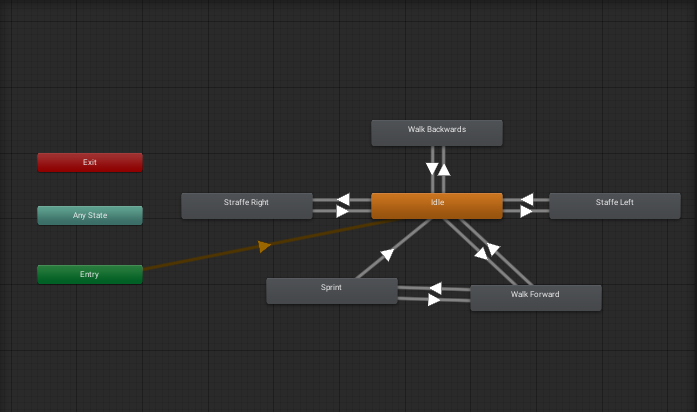 Walk Backwards
Exit
Straffe Right
Idle
Staffe Left
Any State
Entry
Sprint
Walk Forward